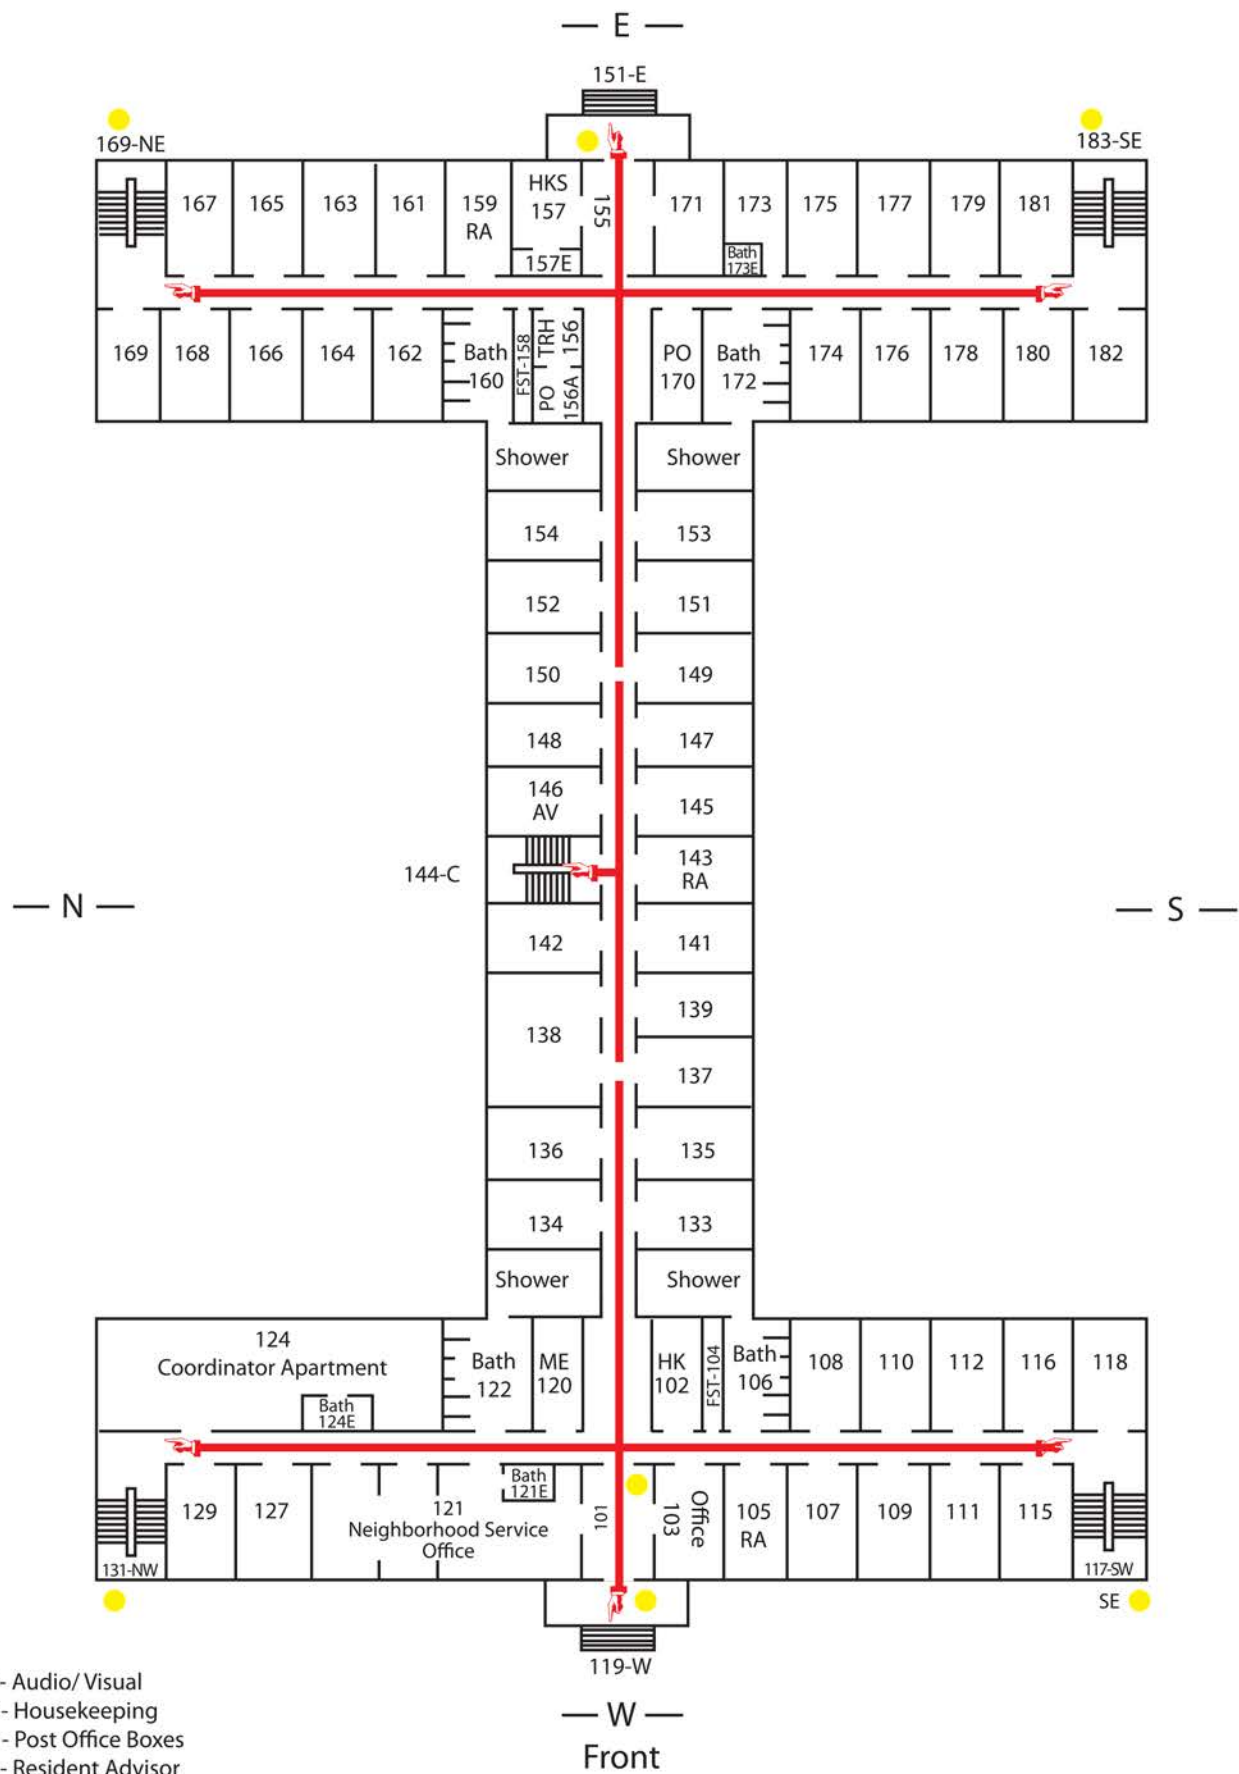 — E —
151-E
169-NE
183-SE
167
165
163
161
159
RA
HKS
157
157E
155
171
173
Bath
173E
175
177
179
181
169
168
166
164
162
Bath
160
FST-158
TRH
156
PO
156A
PO
170
Bath
172
174
176
178
180
182
Shower
Shower
154
153
152
151
150
149
148
147
146
AV
145
144-C
143
RA
— N —
— S —
142
141
138
139
137
136
135
134
133
Shower
Shower
124
Coordinator Apartment
Bath
124E
Bath
122
ME
120
HK
102
FST-104
Bath
106
108
110
112
116
118
131-NW
129
127
121
Neighborhood Service
Office
Bath
121E
101
Office
103
105
RA
107
109
111
115
117-SW
SE
119-W
— W —
Front
- Audio/ Visual
- Housekeeping
- Post Office Boxes
- Resident Advisor